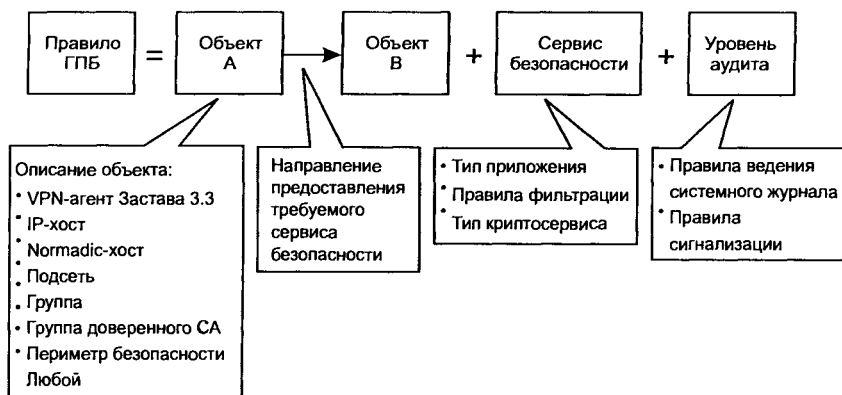 Правило
ГПБ
=
Объект
А
Объект
В
+
Сервис
безопасности
+
Уровень
аудита
Описание объекта:
• VPN-агент Застава 3.3
• IP-хост
• Normadic-хост
• Подсеть
• Группа
• Группа доверенного СА
• Периметр безопасности
Любой
Направление
предоставления
требуемого
сервиса
безопасности
• Тип приложения
• Правила фильтрации
• Тип криптосервиса
• Правила ведения
системного журнала
• Правила
сигнализации